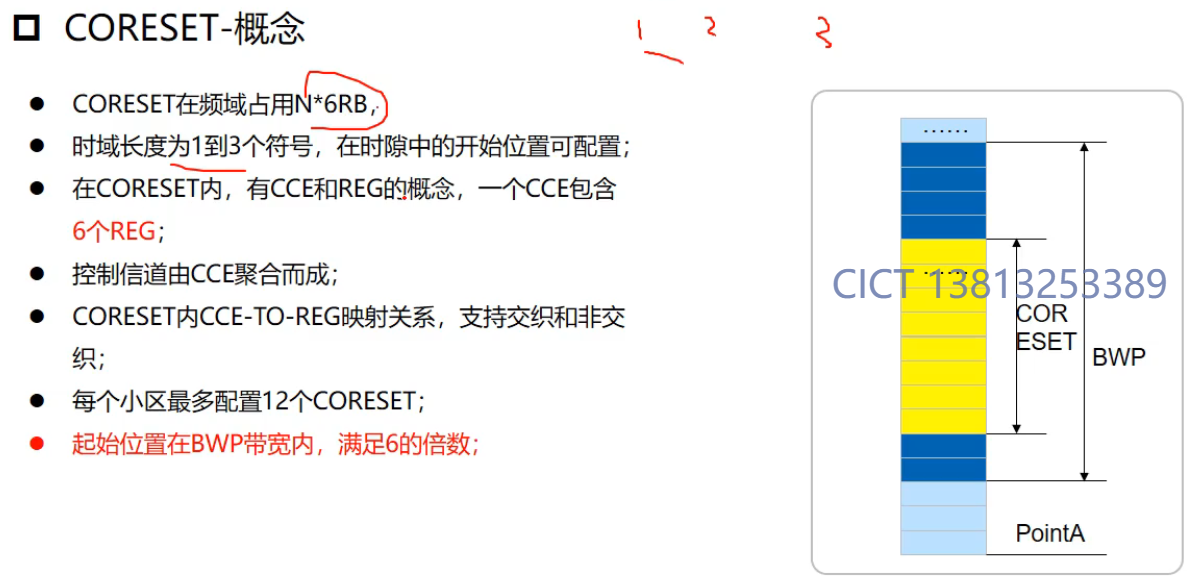 CORESET-概念
1 2 3
CORESET在频域占用N*6RB,
时域长度为1到3个符号，在时隙中的开始位置可配置；
在CORESET内，有CCE和REG的概念，一个CCE包含
6个REG；
控制信道由CCE聚合而成；
CORESET内CCE-TO-REG映射关系，支持交织和非交
织；
每个小区最多配置12个CORESET；
起始位置在BWP带宽内，满足6的倍数；
......
......
CICT 13813253389
COR
ESET
BWP
PointA